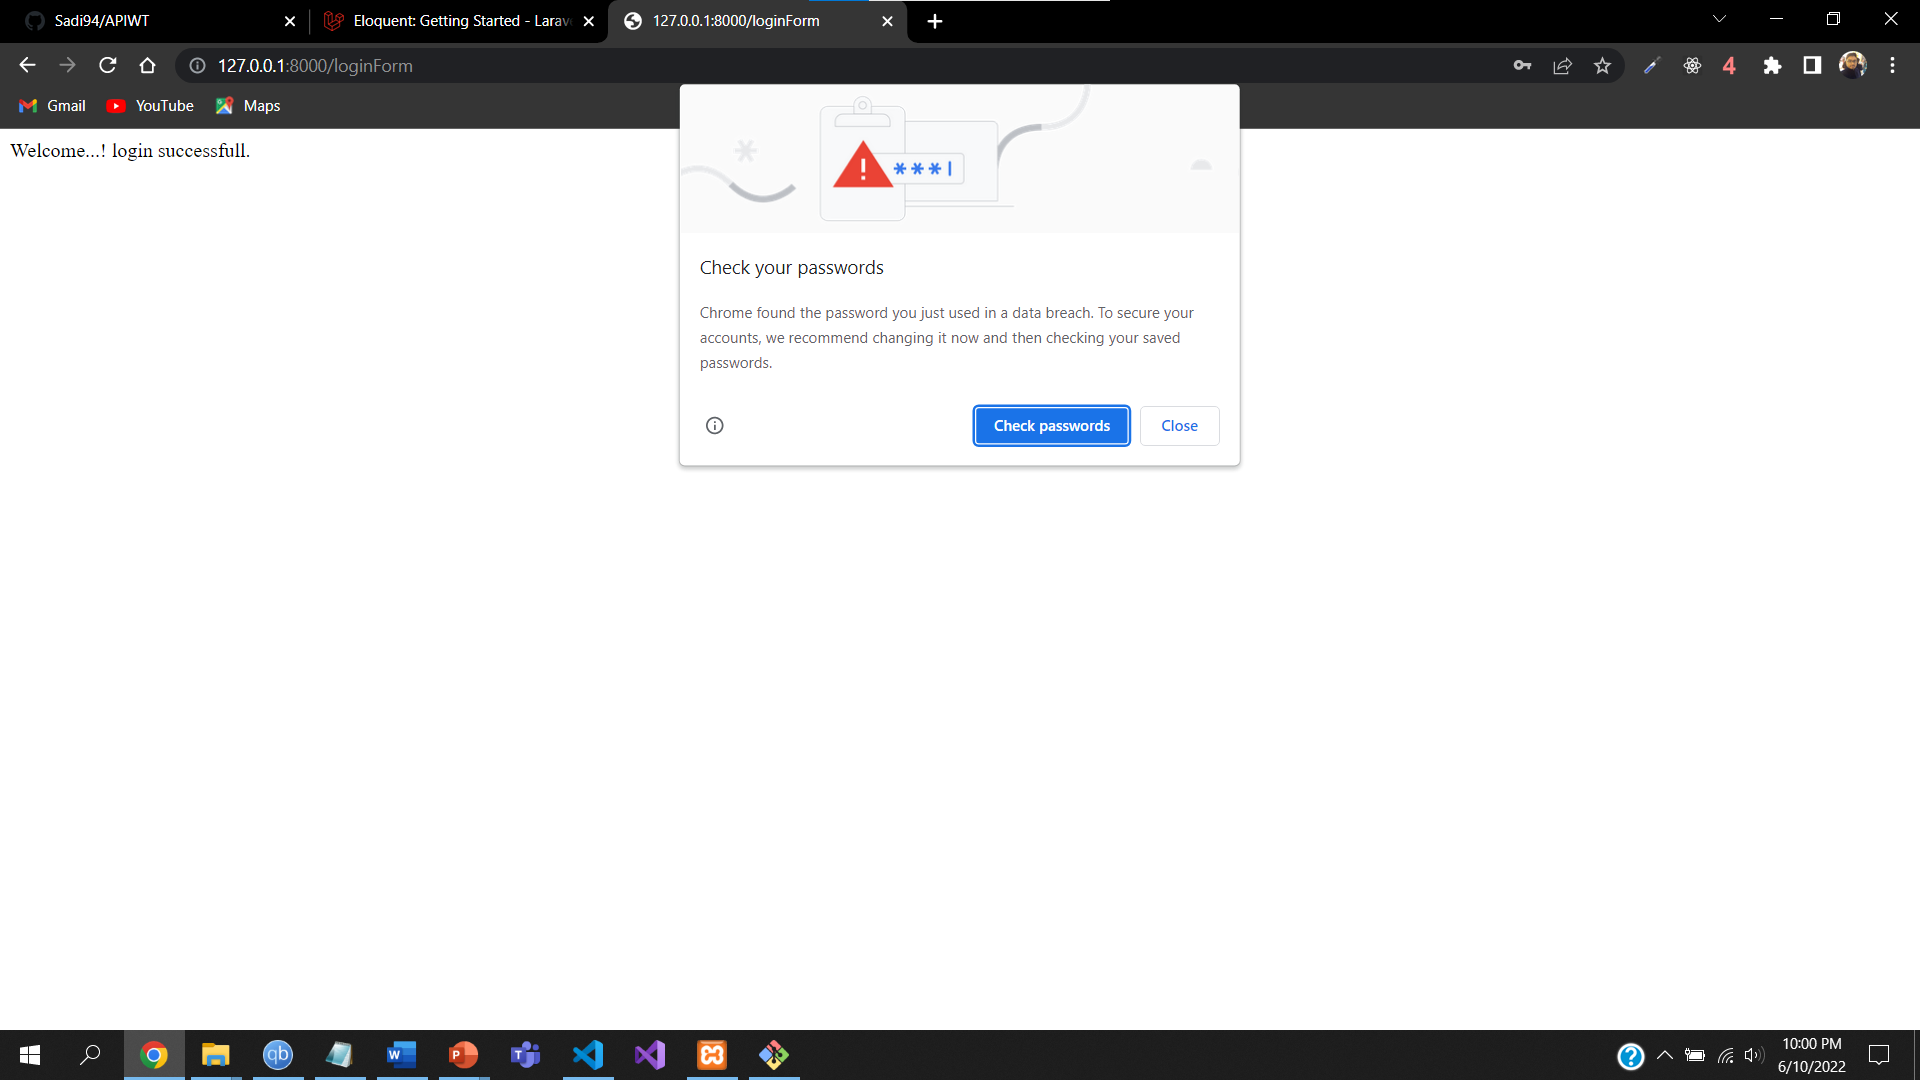 Sadi94/APIWT
Eloquent: Getting Started - Larave
127.0.0.1:8000/loginForm
127.0.0.1:8000/loginForm
4
Gmail
YouTube
Maps
Welcome...! login successfull.
***|
Check your passwords
Chrome found the password you just used in a data breach. To secure your
accounts, we recommend changing it now and then checking your saved
passwords.
Check passwords
Close
qb
W
P
T
?
10:00 PM
6/10/2022